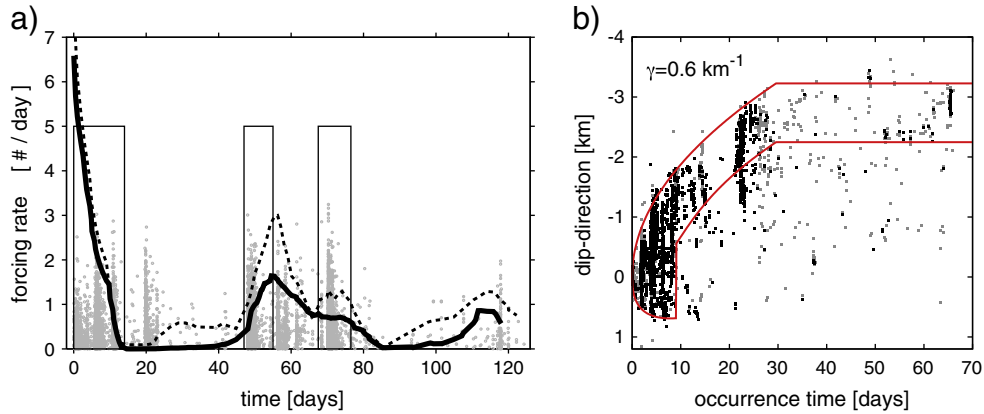 a)
7
6
5
4
3
2
1
0
forcing rate [ # / day ]
0 20 40 60 80 100 120
time [days]
b)
γ=0.6 km⁻¹
-4
-3
-2
-1
0
1
dip-direction [km]
0 10 20 30 40 50 60 70
occurrence time [days]